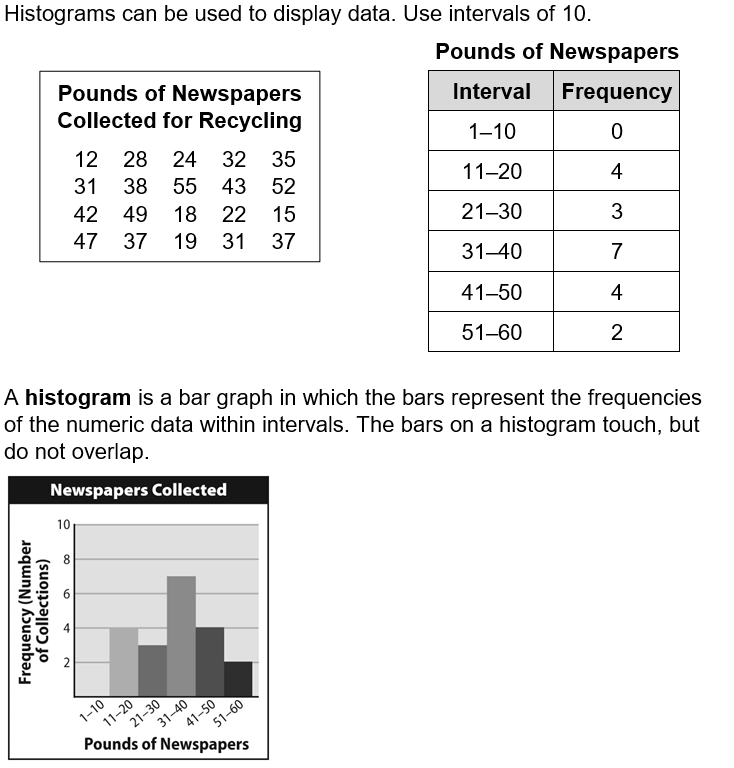 Histograms can be used to display data. Use intervals of 10.
Pounds of Newspapers
Collected for Recycling
12 28 24 32 35
31 38 55 43 52
42 49 18 22 15
47 37 19 31 37
Pounds of Newspapers
Interval Frequency
1–10 0
11–20 4
21–30 3
31–40 7
41–50 4
51–60 2
A histogram is a bar graph in which the bars represent the frequencies
of the numeric data within intervals. The bars on a histogram touch, but
do not overlap.
Newspapers Collected
Frequency (Number
of Collections)
10
8
6
4
2
1–10 11–20 21–30 31–40 41–50 51–60
Pounds of Newspapers